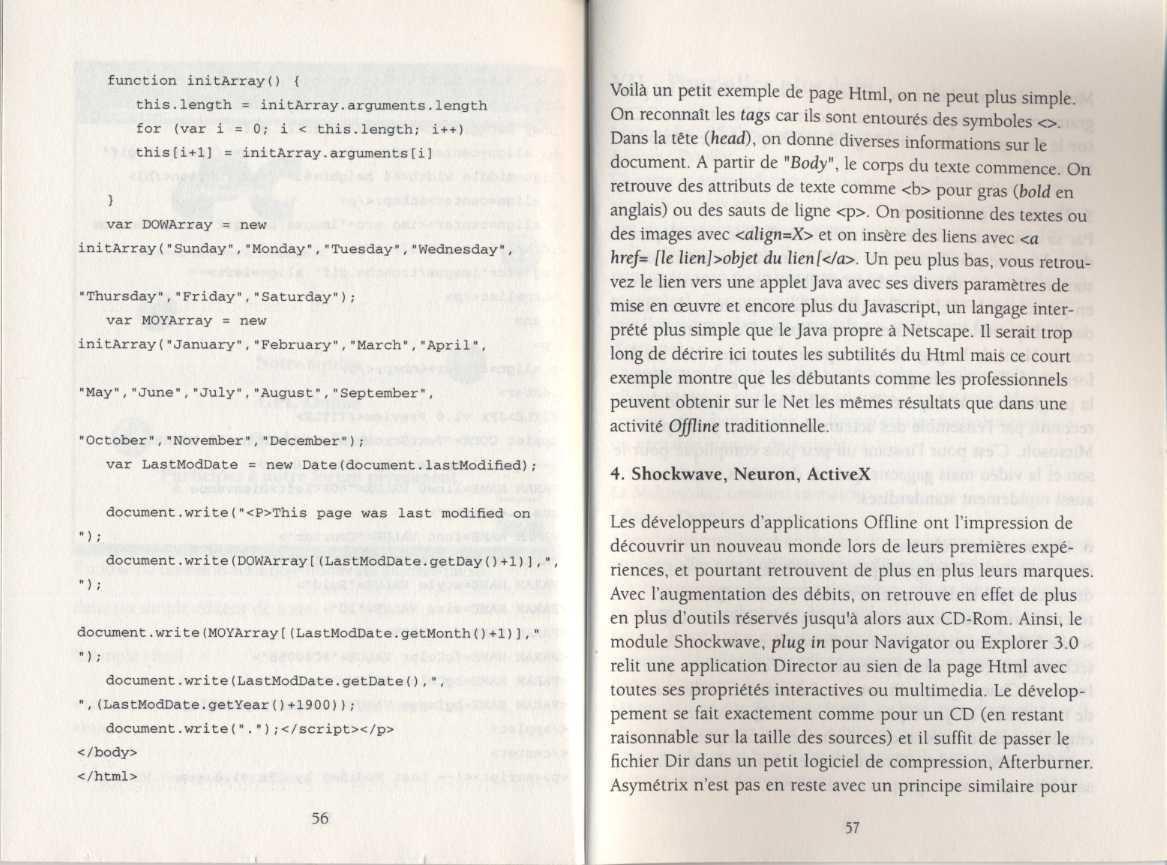 function initArray() {
this.length = initArray.arguments.length
for (var i = 0; i < this.length; i++)
this[i+1] = initArray.arguments[i]
}
var DOWArray = new
initArray("Sunday","Monday","Tuesday","Wednesday",
"Thursday","Friday","Saturday");
var MOYArray = new
initArray("January","February","March","April",
"May","June","July","August","September",
"October","November","December");
var LastModDate = new Date(document.lastModified);
document.write("<P>This page was last modified on
");
document.write(DOWArray[(LastModDate.getDay()+1)],",
");
document.write(MOYArray[(LastModDate.getMonth()+1)],"
");
document.write(LastModDate.getDate(),",
",(LastModDate.getYear()+1900));
document.write(".");</script></p>
</body>
</html>
56
Voilà un petit exemple de page Html, on ne peut plus simple.
On reconnaît les tags car ils sont entourés des symboles <>.
Dans la tête (head), on donne diverses informations sur le
document. A partir de "Body", le corps du texte commence. On
retrouve des attributs de texte comme <b> pour gras (bold en
anglais) ou des sauts de ligne <p>. On positionne des textes ou
des images avec <align=X> et on insère des liens avec <a
href= [le lien]>objet du lien[</a>. Un peu plus bas, vous retrou-
vez le lien vers une applet Java avec ses divers paramètres de
mise en œuvre et encore plus du Javascript, un langage inter-
prété plus simple que le Java propre à Netscape. Il serait trop
long de décrire ici toutes les subtilités du Html mais ce court
exemple montre que les débutants comme les professionnels
peuvent obtenir sur le Net les mêmes résultats que dans une
activité Offline traditionnelle.
4. Shockwave, Neuron, ActiveX
Les développeurs d'applications Offline ont l'impression de
découvrir un nouveau monde lors de leurs premières expé-
riences, et pourtant retrouvent de plus en plus leurs marques.
Avec l'augmentation des débits, on retrouve en effet de plus
en plus d'outils réservés jusqu'à alors aux CD-Rom. Ainsi, le
module Shockwave, plug in pour Navigator ou Explorer 3.0
relit une application Director au sien de la page Html avec
toutes ses propriétés interactives ou multimedia. Le dévelop-
pement se fait exactement comme pour un CD (en restant
raisonnable sur la taille des sources) et il suffit de passer le
fichier Dir dans un petit logiciel de compression, Afterburner.
Asymétrix n'est pas en reste avec un principe similaire pour
57